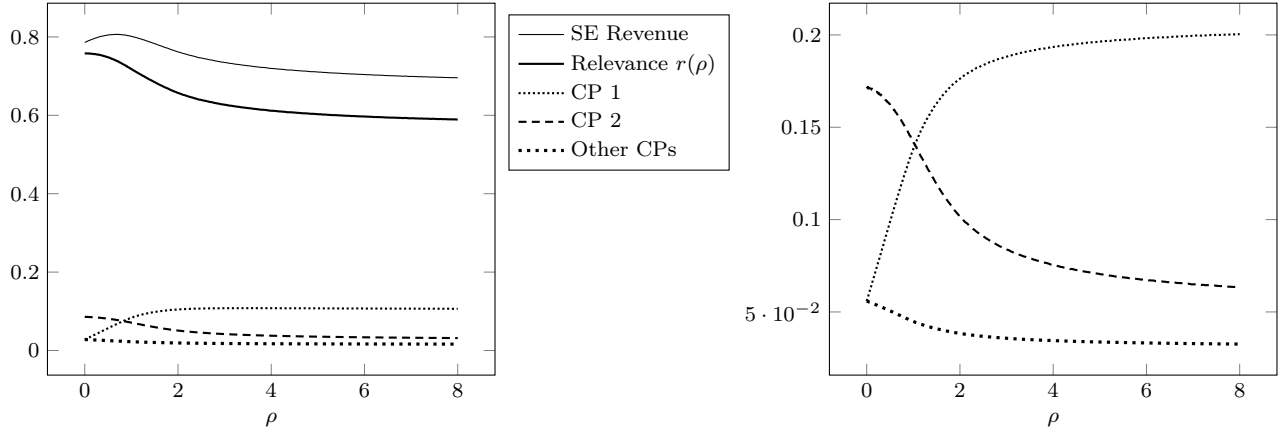 0.8
0.6
0.4
0.2
0
0 2 4 6 8
ρ
SE Revenue
Relevance r(ρ)
CP 1
CP 2
Other CPs
0.2
0.15
0.1
5 · 10⁻²
0 2 4 6 8
ρ